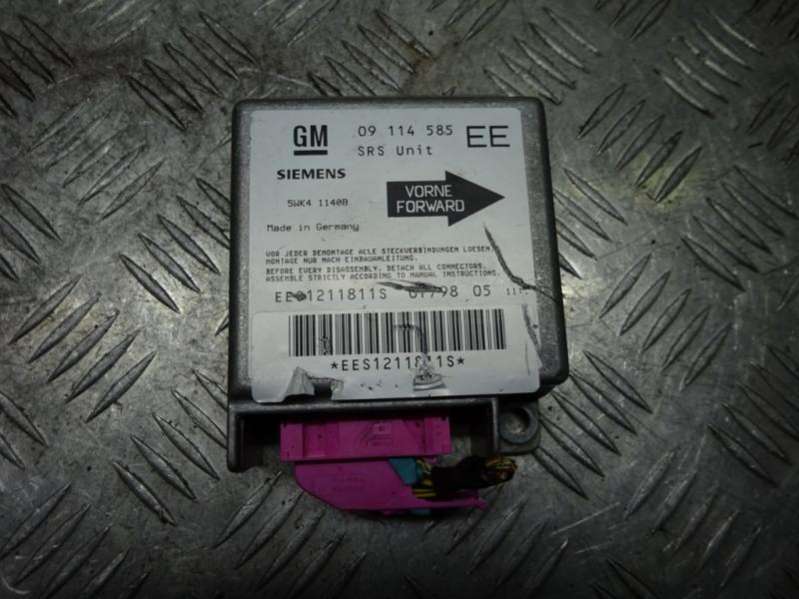 GM 09 114 585 EE
SRS Unit
SIEMENS
5WK4 1140B
VORNE
FORWARD
Made in Germany
VOR JEDER DEMONTAGE ALLE STECKVERBINDUNGEN LOESEN,
MONTAGE NUR NACH EINBAUANLEITUNG.
BEFORE EVERY DISASSEMBLY, DETACH ALL CONNECTORS.
ASSEMBLE STRICTLY ACCORDING TO MANUAL INSTRUCTIONS.
EES1211811S 05
*EES1211811S*